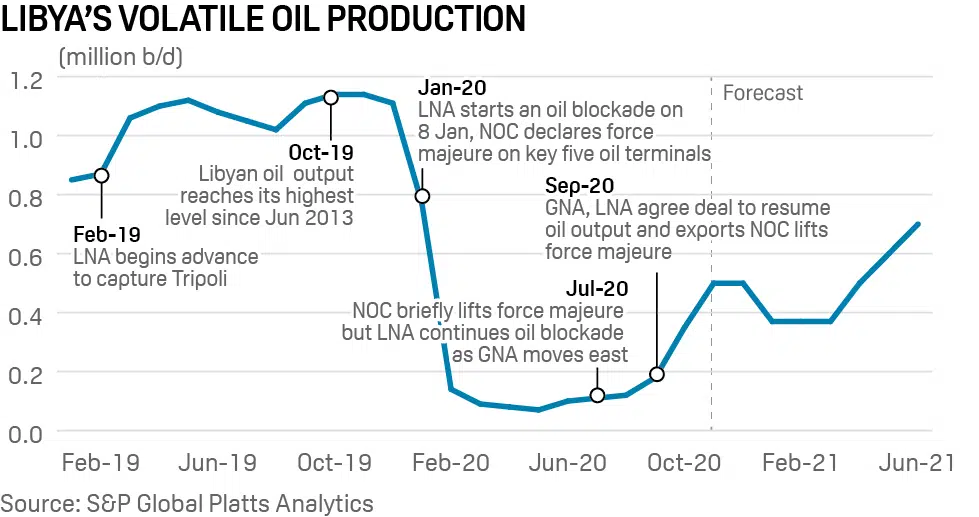 LIBYA'S VOLATILE OIL PRODUCTION
(million b/d)
1.2
1.0
0.8
0.6
0.4
0.2
0.0
Feb-19
LNA begins advance
to capture Tripoli
Oct-19
Libyan oil output
reaches its highest
level since Jun 2013
Jan-20
LNA starts an oil blockade on
8 Jan, NOC declares force
majeure on key five oil terminals
Forecast
Sep-20
GNA, LNA agree deal to resume
oil output and exports NOC lifts
force majeure
Jul-20
NOC briefly lifts force majeure
but LNA continues oil blockade
as GNA moves east
Feb-19 Jun-19 Oct-19 Feb-20 Jun-20 Oct-20 Feb-21 Jun-21
Source: S&P Global Platts Analytics